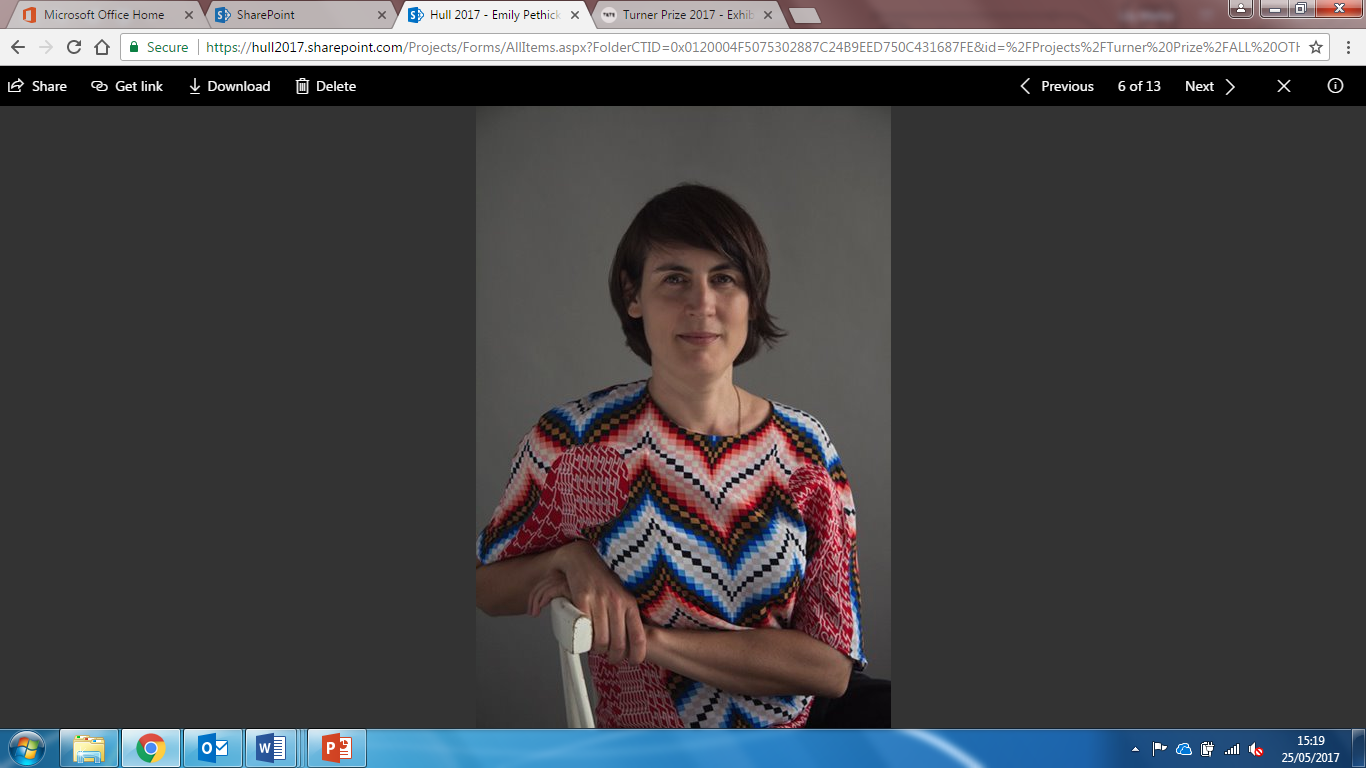 Microsoft Office Home
SharePoint
Hull 2017 - Emily Pethick
Turner Prize 2017 - Exhib
Secure
https://hull2017.sharepoint.com/Projects/Forms/AllItems.aspx?FolderCTID=0x0120004F5075302887C24B9EED750C431687FE&id=%2FProjects%2FTurner%20Prize%2FALL%20OTH
Share
Get link
Download
Delete
Previous
6 of 13
Next
15:19
25/05/2017